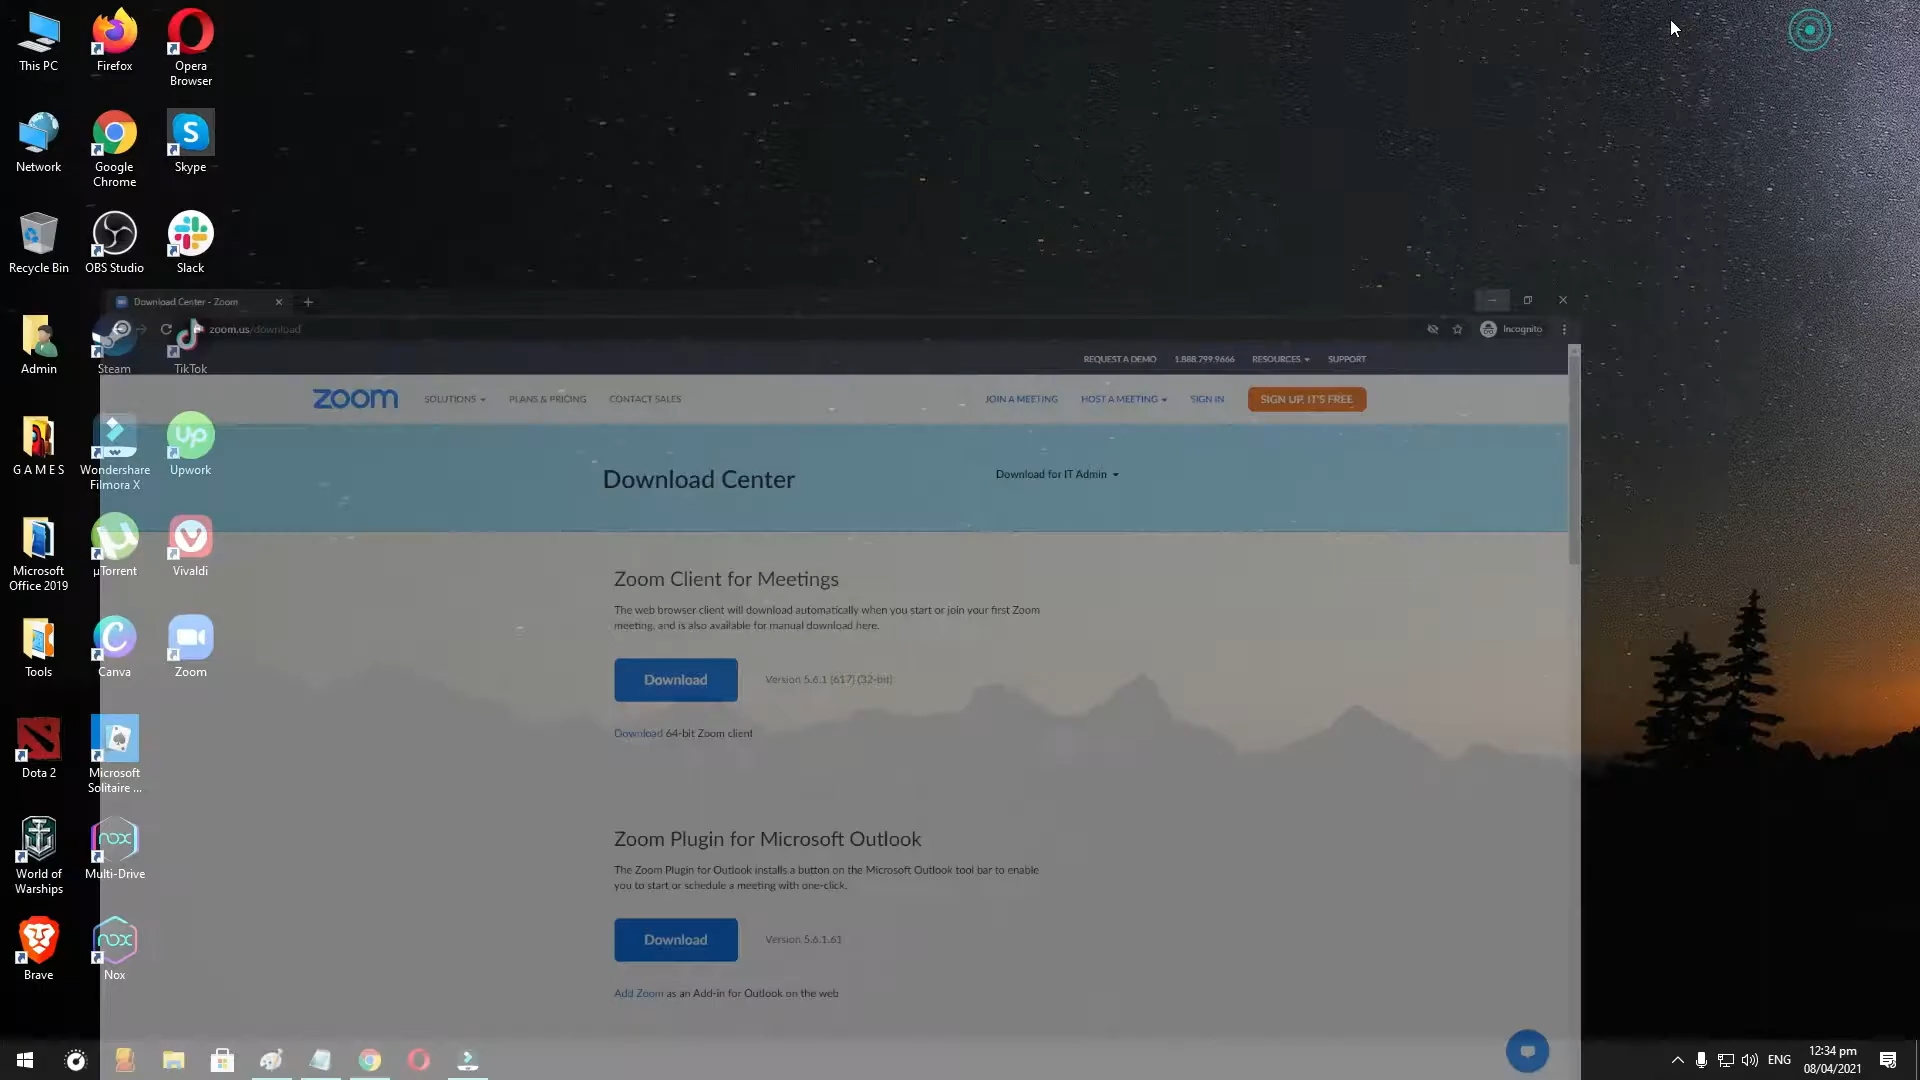 This PC
Firefox
Opera
Browser
Network
Google
Chrome
Skype
Recycle Bin
OBS Studio
Slack
Admin
Steam
TikTok
G A M E S
Wondershare
Filmora X
Upwork
Microsoft
Office 2019
µTorrent
Vivaldi
Tools
Canva
Zoom
Dota 2
Microsoft
Solitaire ...
World of
Warships
Multi-Drive
Brave
Nox
Download Center - Zoom
zoom.us/download
Incognito
REQUEST A DEMO 1.888.799.9666 RESOURCES SUPPORT
zoom SOLUTIONS PLANS & PRICING CONTACT SALES JOIN A MEETING HOST A MEETING SIGN IN SIGN UP, IT'S FREE
Download Center
Download for IT Admin
Zoom Client for Meetings
The web browser client will download automatically when you start or join your first Zoom
meeting, and is also available for manual download here.
Download Version 5.6.1 (617) (32-bit)
Download 64-bit Zoom client
Zoom Plugin for Microsoft Outlook
The Zoom Plugin for Outlook installs a button on the Microsoft Outlook tool bar to enable
you to start or schedule a meeting with one-click.
Download Version 5.6.1.61
Add Zoom as an Add-in for Outlook on the web
ENG
12:34 pm
08/04/2021